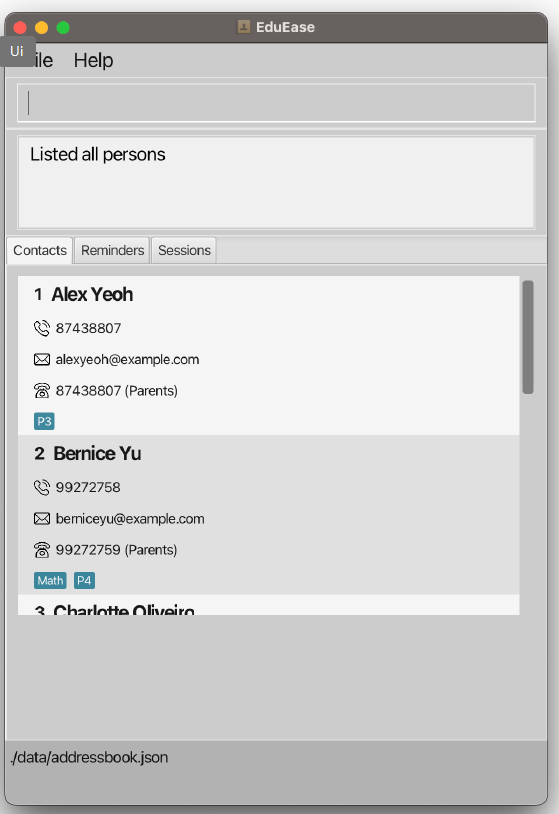 EduEase
Ui
ile Help
Listed all persons
Contacts Reminders Sessions
1 Alex Yeoh
87438807
alexyeoh@example.com
87438807 (Parents)
P3
2 Bernice Yu
99272758
berniceyu@example.com
99272759 (Parents)
Math P4
3 Charlotte Oliveiro
./data/addressbook.json